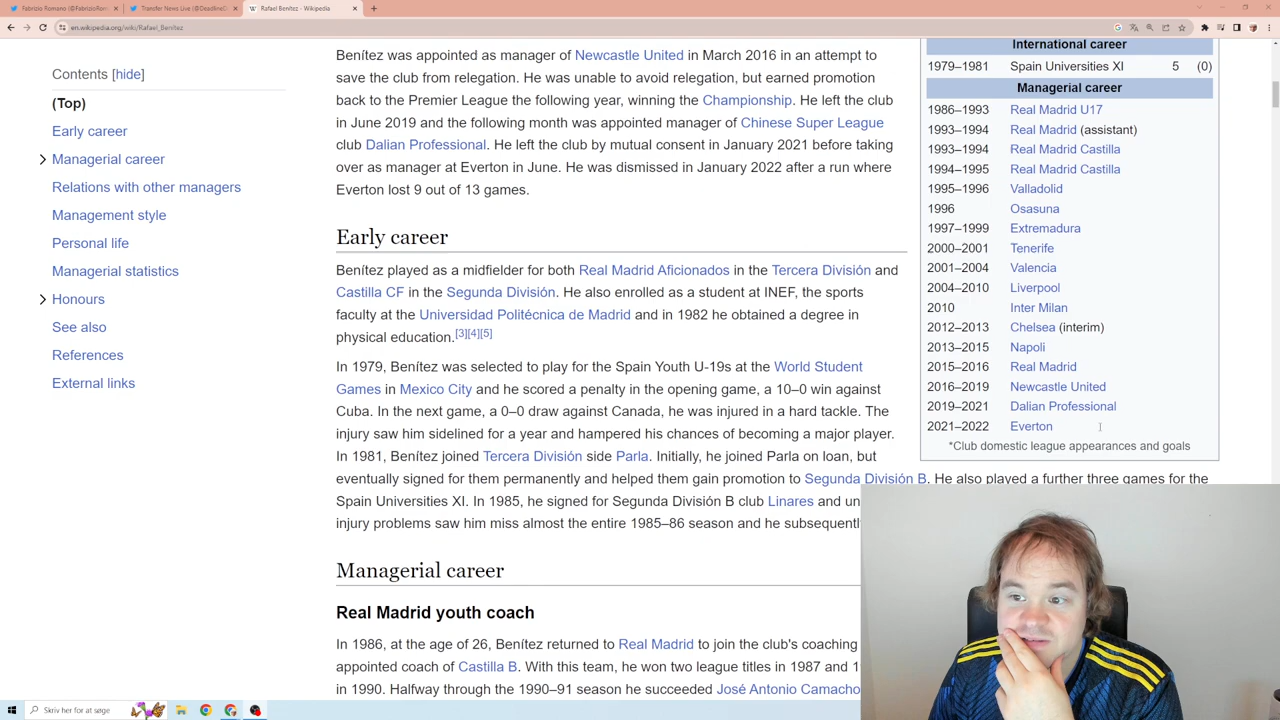 Fabrizio Romano (@FabrizioRom
Transfer News Live (@DeadlineD
Rafael Benítez - Wikipedia
en.wikipedia.org/wiki/Rafael_Benítez
Contents [hide]
(Top)
Early career
Managerial career
Relations with other managers
Management style
Personal life
Managerial statistics
Honours
See also
References
External links
Benítez was appointed as manager of Newcastle United in March 2016 in an attempt to
save the club from relegation. He was unable to avoid relegation, but earned promotion
back to the Premier League the following year, winning the Championship. He left the club
in June 2019 and the following month was appointed manager of Chinese Super League
club Dalian Professional. He left the club by mutual consent in January 2021 before taking
over as manager at Everton in June. He was dismissed in January 2022 after a run where
Everton lost 9 out of 13 games.
Early career
Benítez played as a midfielder for both Real Madrid Aficionados in the Tercera División and
Castilla CF in the Segunda División. He also enrolled as a student at INEF, the sports
faculty at the Universidad Politécnica de Madrid and in 1982 he obtained a degree in
physical education.[3][4][5]
In 1979, Benítez was selected to play for the Spain Youth U-19s at the World Student
Games in Mexico City and he scored a penalty in the opening game, a 10–0 win against
Cuba. In the next game, a 0–0 draw against Canada, he was injured in a hard tackle. The
injury saw him sidelined for a year and hampered his chances of becoming a major player.
In 1981, Benítez joined Tercera División side Parla. Initially, he joined Parla on loan, but
eventually signed for them permanently and helped them gain promotion to Segunda División B. He also played a further three games for the
Spain Universities XI. In 1985, he signed for Segunda División B club Linares and un
injury problems saw him miss almost the entire 1985–86 season and he subsequently
Managerial career
Real Madrid youth coach
In 1986, at the age of 26, Benítez returned to Real Madrid to join the club's coaching
appointed coach of Castilla B. With this team, he won two league titles in 1987 and 1
in 1990. Halfway through the 1990–91 season he succeeded José Antonio Camacho
International career
1979–1981 Spain Universities XI 5 (0)
Managerial career
1986–1993 Real Madrid U17
1993–1994 Real Madrid (assistant)
1993–1994 Real Madrid Castilla
1994–1995 Real Madrid Castilla
1995–1996 Valladolid
1996 Osasuna
1997–1999 Extremadura
2000–2001 Tenerife
2001–2004 Valencia
2004–2010 Liverpool
2010 Inter Milan
2012–2013 Chelsea (interim)
2013–2015 Napoli
2015–2016 Real Madrid
2016–2019 Newcastle United
2019–2021 Dalian Professional
2021–2022 Everton
*Club domestic league appearances and goals
Skriv her for at søge